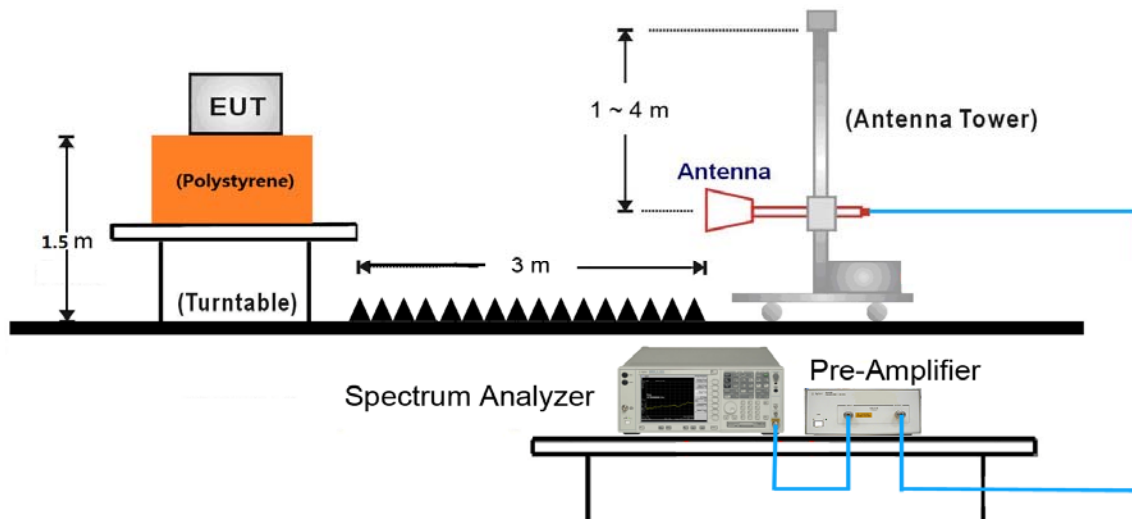 EUT
(Polystyrene)
1.5 m
(Turntable)
3 m
1 ~ 4 m
(Antenna Tower)
Antenna
Spectrum Analyzer
Pre-Amplifier